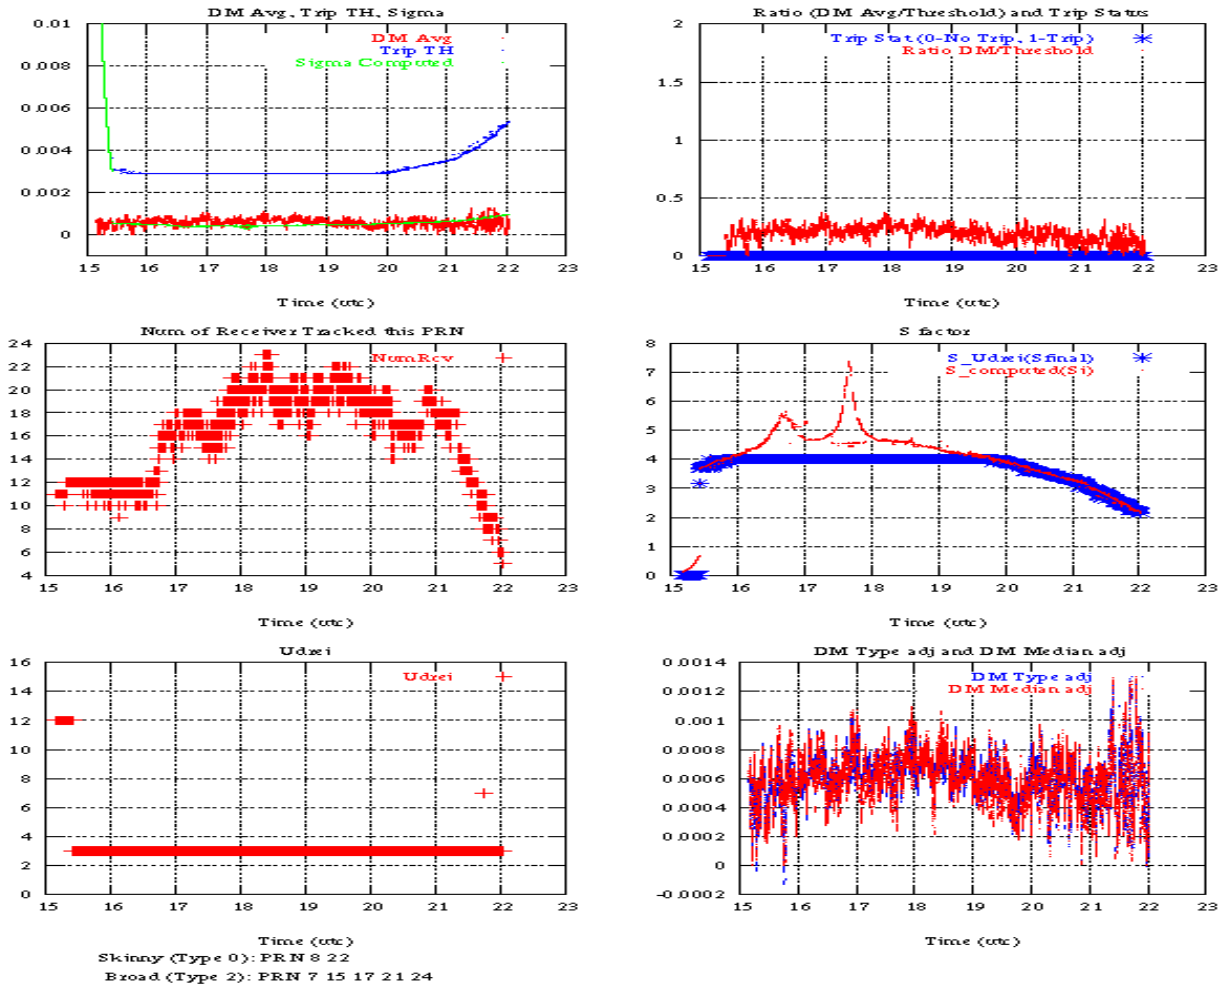 DM Avg, Trip TH, Sigma
0.01
0.008
0.006
0.004
0.002
0
DM Avg
Trip TH
Sigma Computed
15 16 17 18 19 20 21 22 23
Time (utc)
Ratio (DM Avg/Threshold) and Trip Status
2
1.5
1
0.5
0
Trip Stat (0-No Trip, 1-Trip)
Ratio DM/Threshold
15 16 17 18 19 20 21 22 23
Time (utc)
Num of Receiver Tracked this PRN
24
22
20
18
16
14
12
10
8
6
4
NumRcv
15 16 17 18 19 20 21 22 23
Time (utc)
S factor
8
7
6
5
4
3
2
1
0
S_Udrei(Sfinal)
S_computed(Si)
15 16 17 18 19 20 21 22 23
Time (utc)
Udrei
16
14
12
10
8
6
4
2
0
Udrei
15 16 17 18 19 20 21 22 23
Time (utc)
DM Type adj and DM Median adj
0.0014
0.0012
0.001
0.0008
0.0006
0.0004
0.0002
0
-0.0002
DM Type adj
DM Median adj
15 16 17 18 19 20 21 22 23
Time (utc)
Skinny (Type 0): PRN 8 22
Broad (Type 2): PRN 7 15 17 21 24